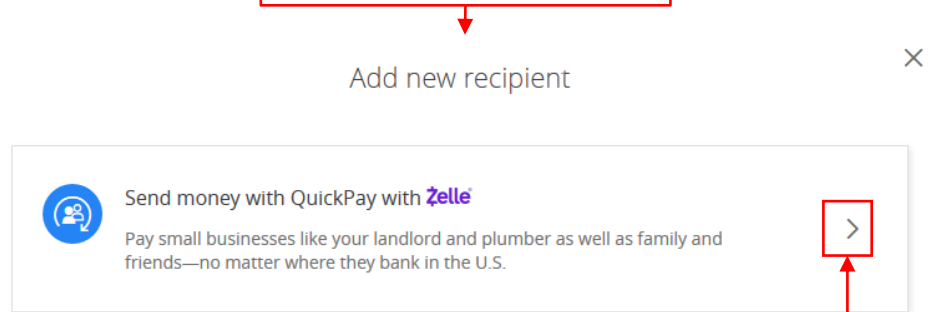 Add new recipient
Send money with QuickPay with Zelle
Pay small businesses like your landlord and plumber as well as family and
friends—no matter where they bank in the U.S.